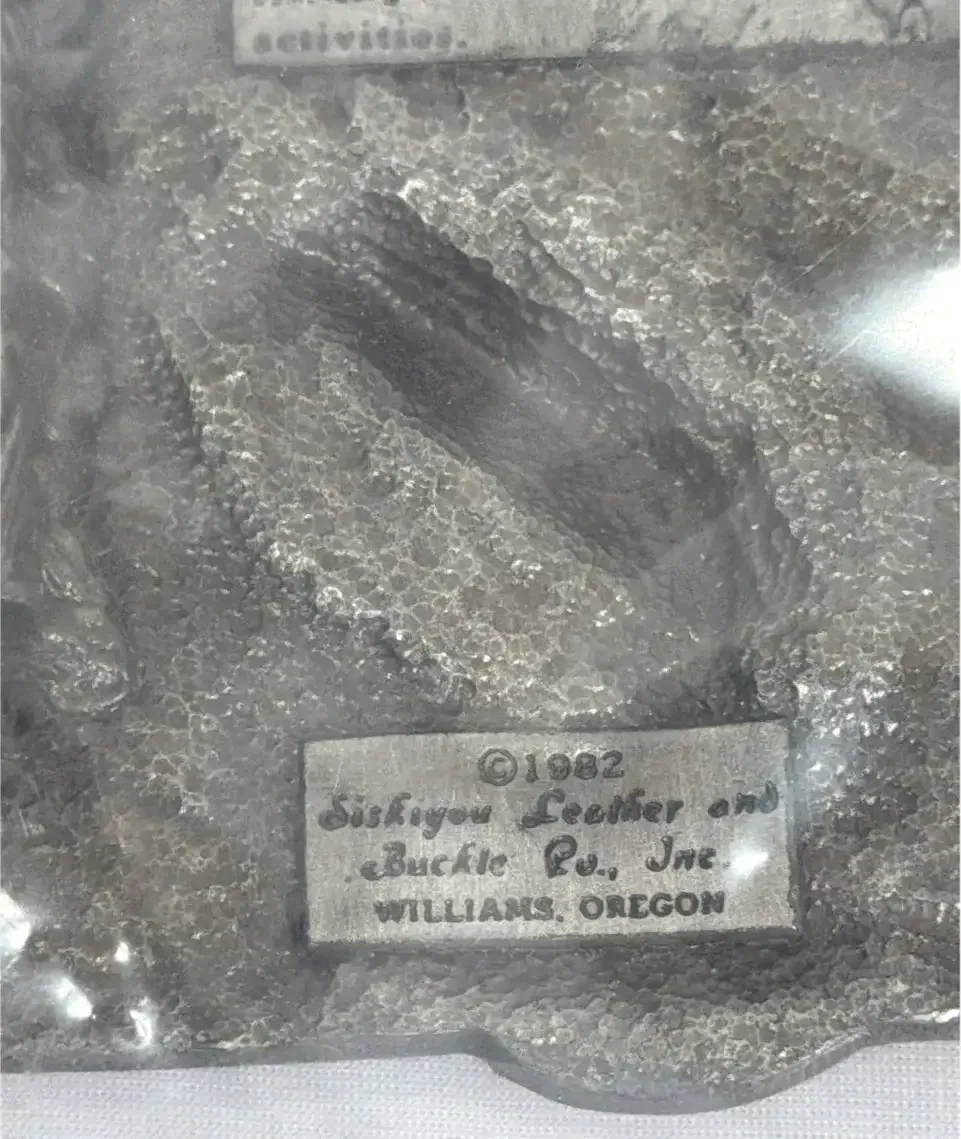 activities.
©1982
Siskiyou Leather and
Buckle Co., Inc.
WILLIAMS, OREGON